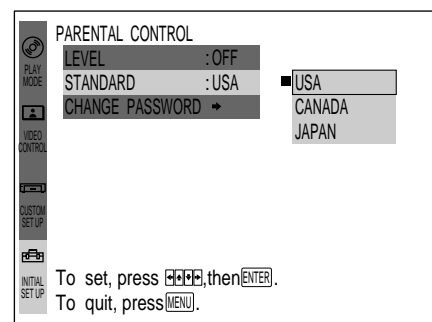 PARENTAL CONTROL
LEVEL :OFF
STANDARD :USA
CHANGE PASSWORD ➔
USA
CANADA
JAPAN
PLAY
MODE
VIDEO
CONTROL
CUSTOM
SET UP
INITIAL
SET UP
To set, press ←↑↓→,then ENTER.
To quit, press MENU.